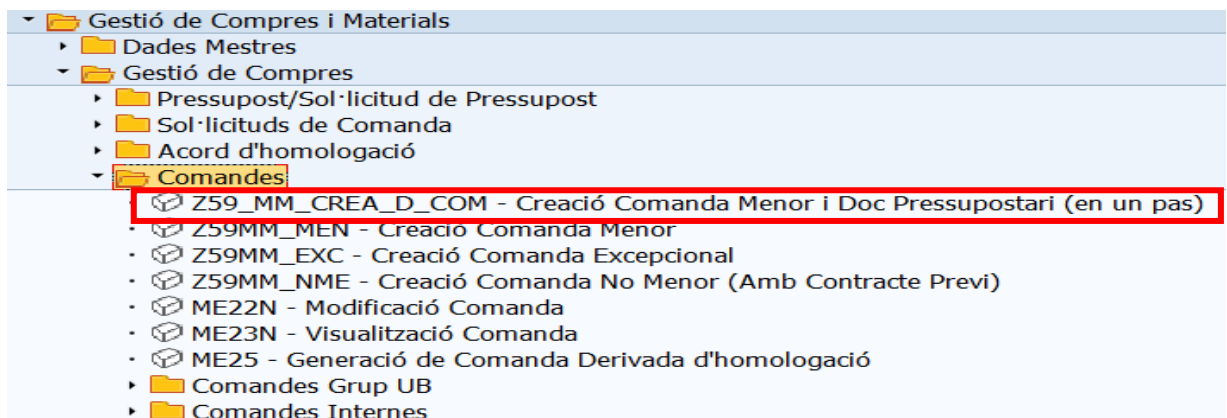 Gestió de Compres i Materials
Dades Mestres
Gestió de Compres
Pressupost/Sol·licitud de Pressupost
Sol·licituds de Comanda
Acord d'homologació
Comandes
Z59_MM_CREA_D_COM - Creació Comanda Menor i Doc Pressupostari (en un pas)
Z59MM_MEN - Creació Comanda Menor
Z59MM_EXC - Creació Comanda Excepcional
Z59MM_NME - Creació Comanda No Menor (Amb Contracte Previ)
ME22N - Modificació Comanda
ME23N - Visualització Comanda
ME25 - Generació de Comanda Derivada d'homologació
Comandes Grup UB
Comandes Internes